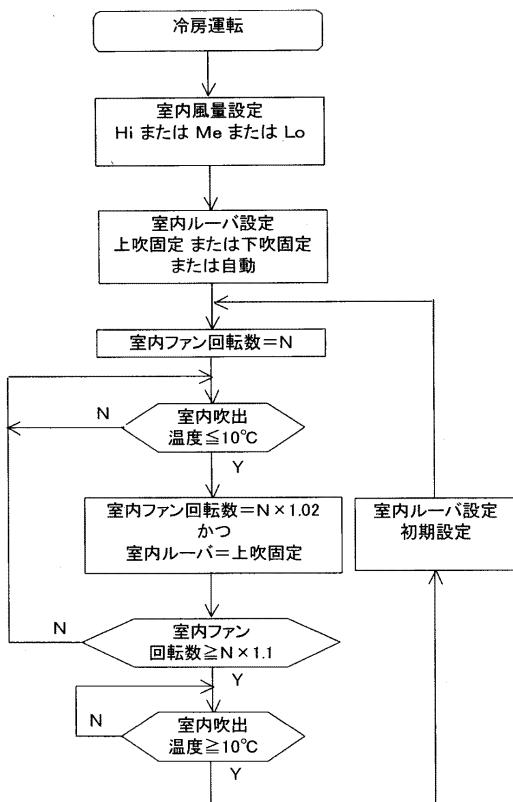 冷房運転
室内風量設定
Hi または Me または Lo
室内ルーバ設定
上吹固定 または下吹固定
または自動
室内ファン回転数=N
N
室内吹出
温度≦10℃
Y
室内ファン回転数=N×1.02
かつ
室内ルーバ=上吹固定
室内ルーバ設定
初期設定
N
室内ファン
回転数≧N×1.1
Y
N
室内吹出
温度≧10℃
Y